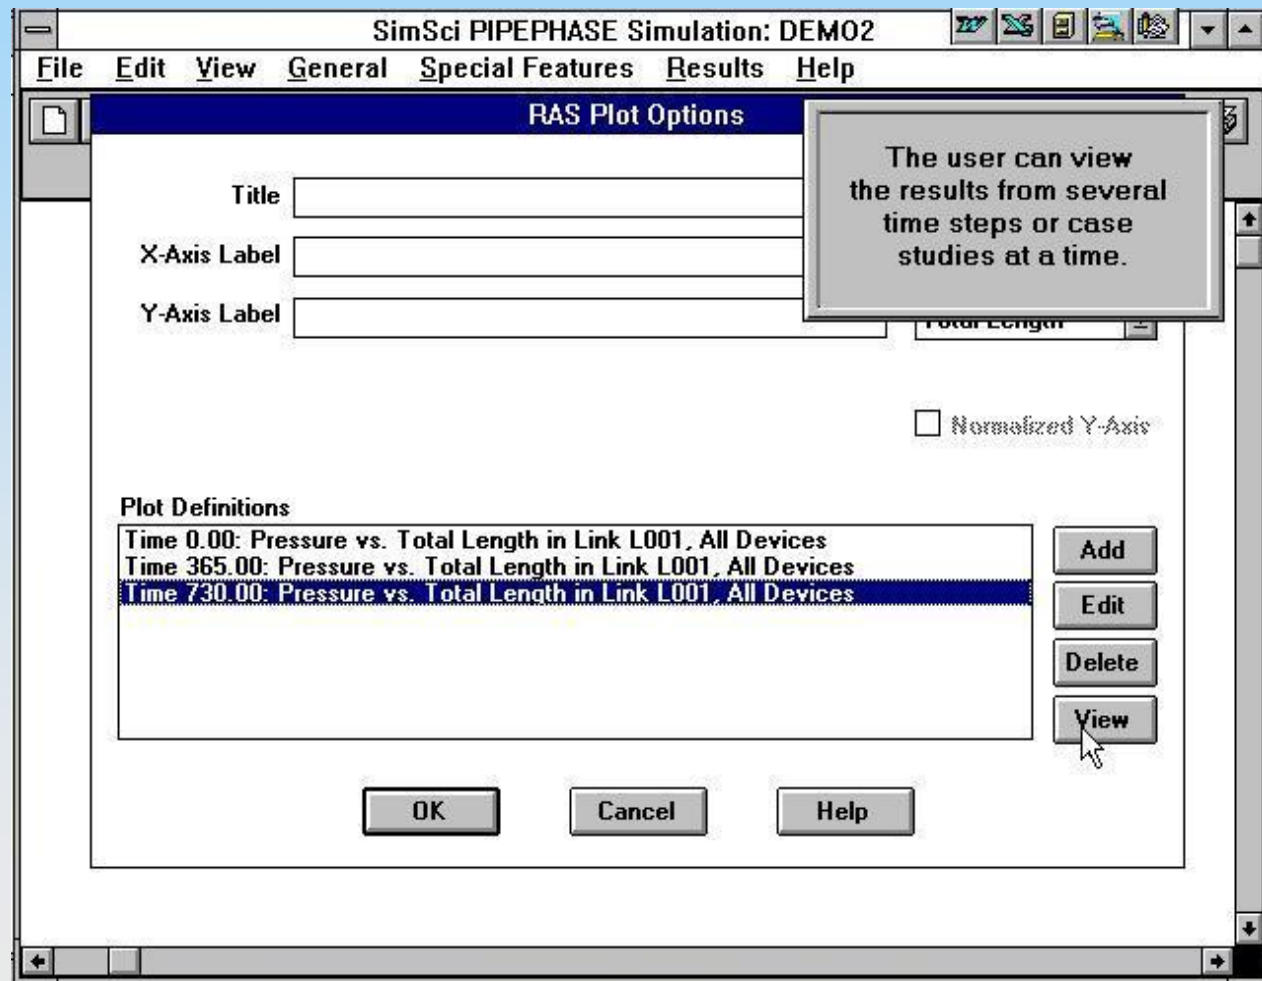 SimSci PIPEPHASE Simulation: DEMO2
File Edit View General Special Features Results Help
RAS Plot Options
The user can view
the results from several
time steps or case
studies at a time.
Title
X-Axis Label
Y-Axis Label
Total Length
Normalized Y-Axis
Plot Definitions
Time 0.00: Pressure vs. Total Length in Link L001, All Devices
Time 365.00: Pressure vs. Total Length in Link L001, All Devices
Time 730.00: Pressure vs. Total Length in Link L001, All Devices
Add
Edit
Delete
View
OK Cancel Help